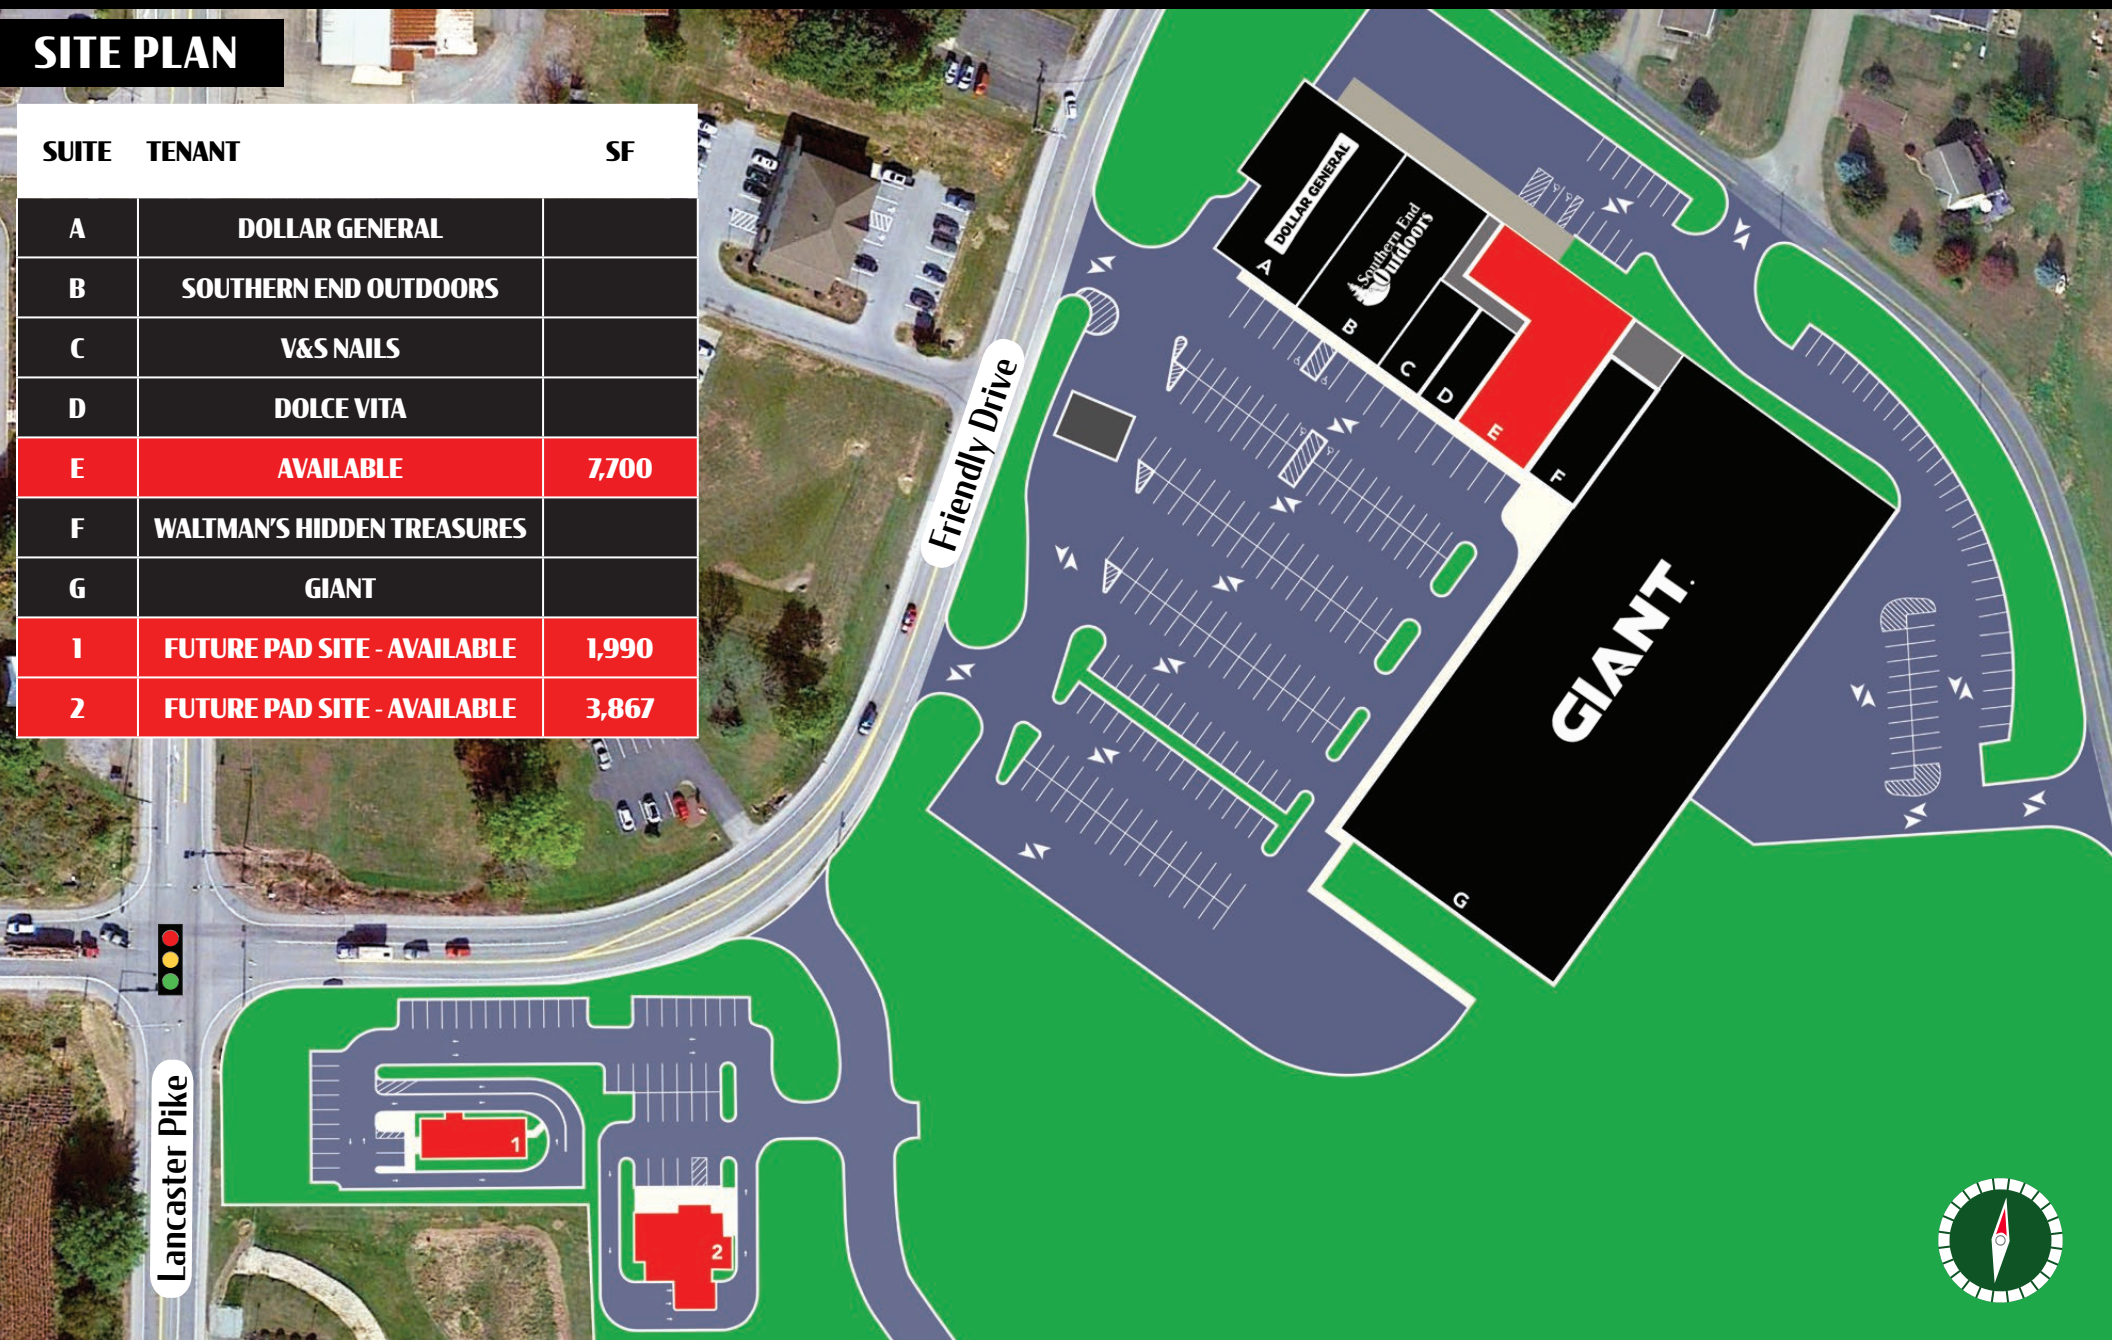 SITE PLAN
SUITE TENANT SF
A DOLLAR GENERAL
B SOUTHERN END OUTDOORS
C V&S NAILS
D DOLCE VITA
E AVAILABLE 7,700
F WALTMAN'S HIDDEN TREASURES
G GIANT
1 FUTURE PAD SITE - AVAILABLE 1,990
2 FUTURE PAD SITE - AVAILABLE 3,867
DOLLAR GENERAL
A
Southern End
Outdoors
B
C
D
E
F
GIANT
G
Friendly Drive
Lancaster Pike
1
2